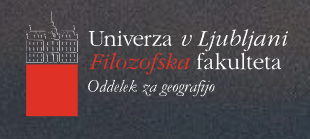 Univerza v Ljubljani
Filozofska fakulteta
Oddelek za geografijo